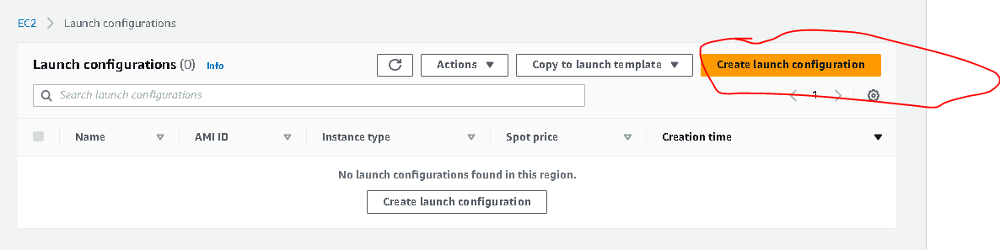 EC2 > Launch configurations
Launch configurations (0) Info
Actions Copy to launch template Create launch configuration
Search launch configurations
1
Name AMI ID Instance type Spot price Creation time
No launch configurations found in this region.
Create launch configuration